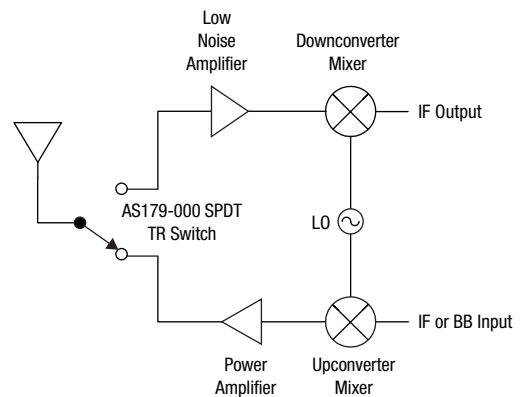 Low
Noise
Amplifier
Downconverter
Mixer
IF Output
AS179-000 SPDT
TR Switch
LO
IF or BB Input
Power
Amplifier
Upconverter
Mixer